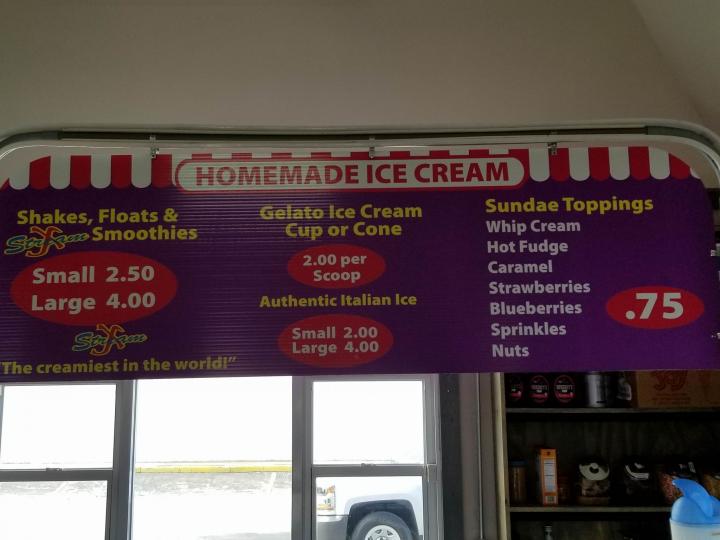 HOMEMADE ICE CREAM
Shakes, Floats &
Smoothies
Small 2.50
Large 4.00
The creamiest in the world!"
Gelato Ice Cream
Cup or Cone
2.00 per
Scoop
Authentic Italian Ice
Small 2.00
Large 4.00
Sundae Toppings
Whip Cream
Hot Fudge
Caramel
Strawberries
Blueberries
Sprinkles
Nuts
.75